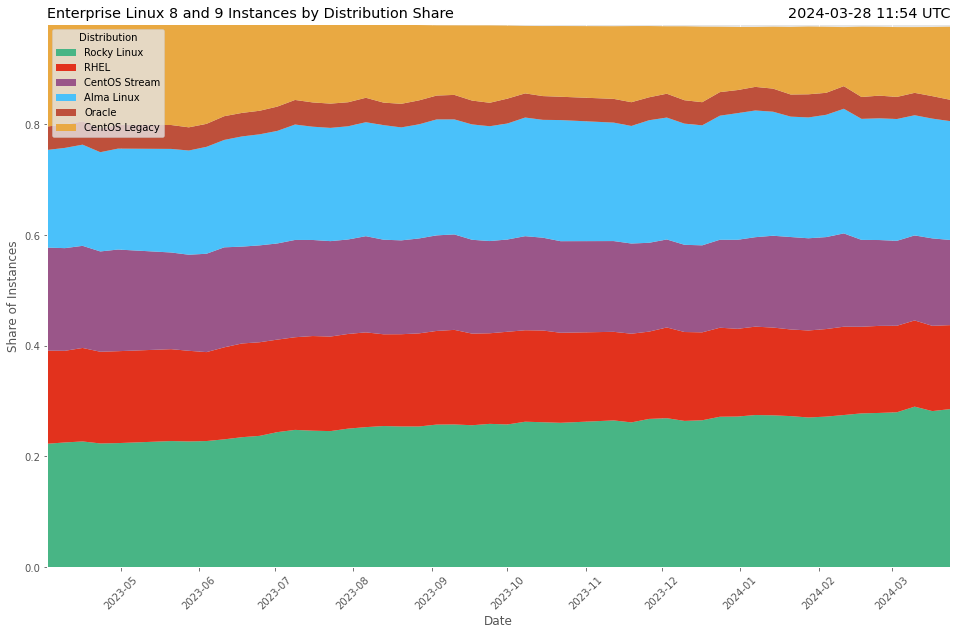 Enterprise Linux 8 and 9 Instances by Distribution Share
2024-03-28 11:54 UTC
Distribution
Rocky Linux
RHEL
CentOS Stream
Alma Linux
Oracle
CentOS Legacy
Share of Instances
0.8
0.6
0.4
0.2
0.0
2023-05
2023-06
2023-07
2023-08
2023-09
2023-10
2023-11
2023-12
2024-01
2024-02
2024-03
Date